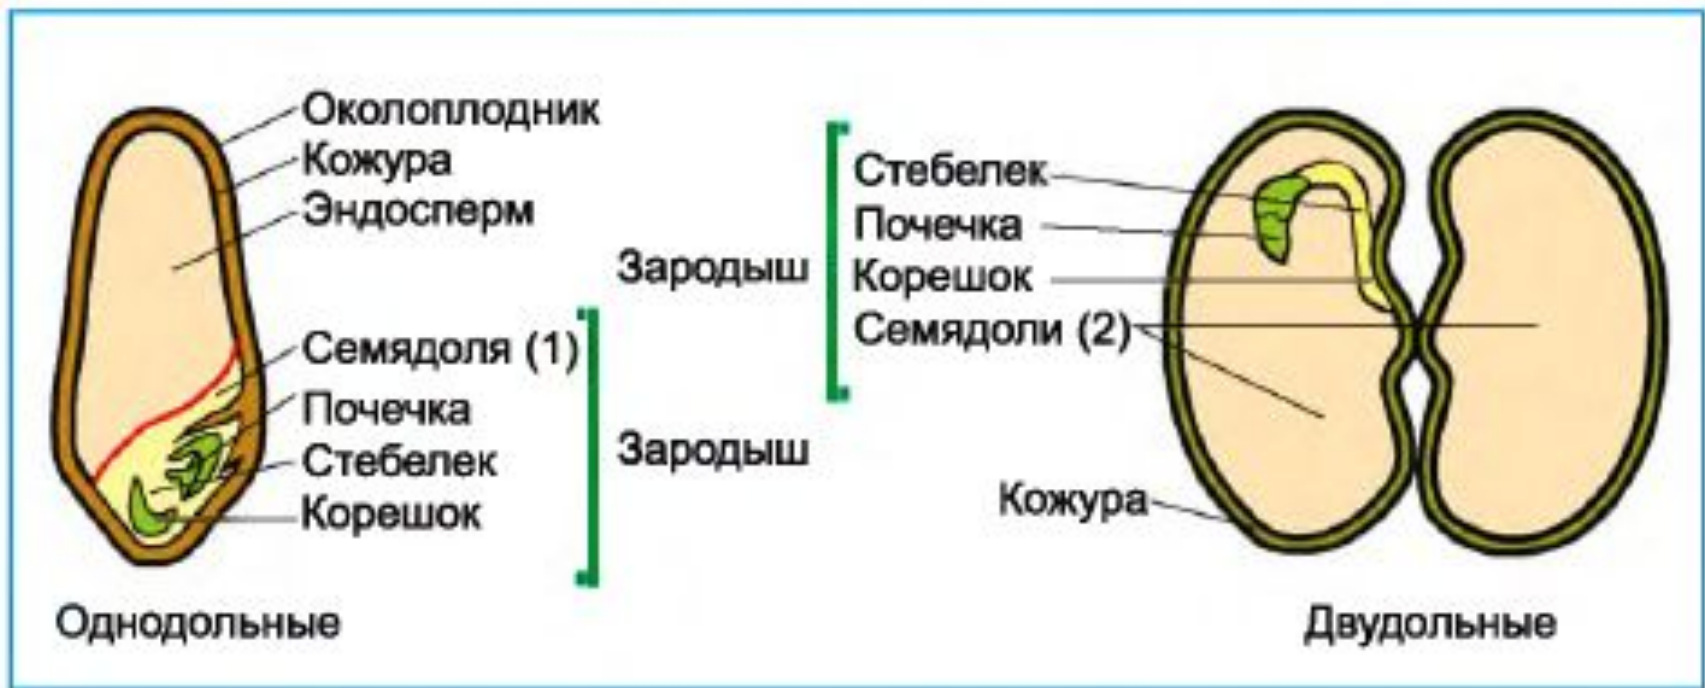 Околоплодник
Кожура
Эндосперм
Семядоля (1)
Почечка
Стебелек
Корешок
Зародыш
Однодольные
Зародыш
Стебелек
Почечка
Корешок
Семядоли (2)
Кожура
Двудольные